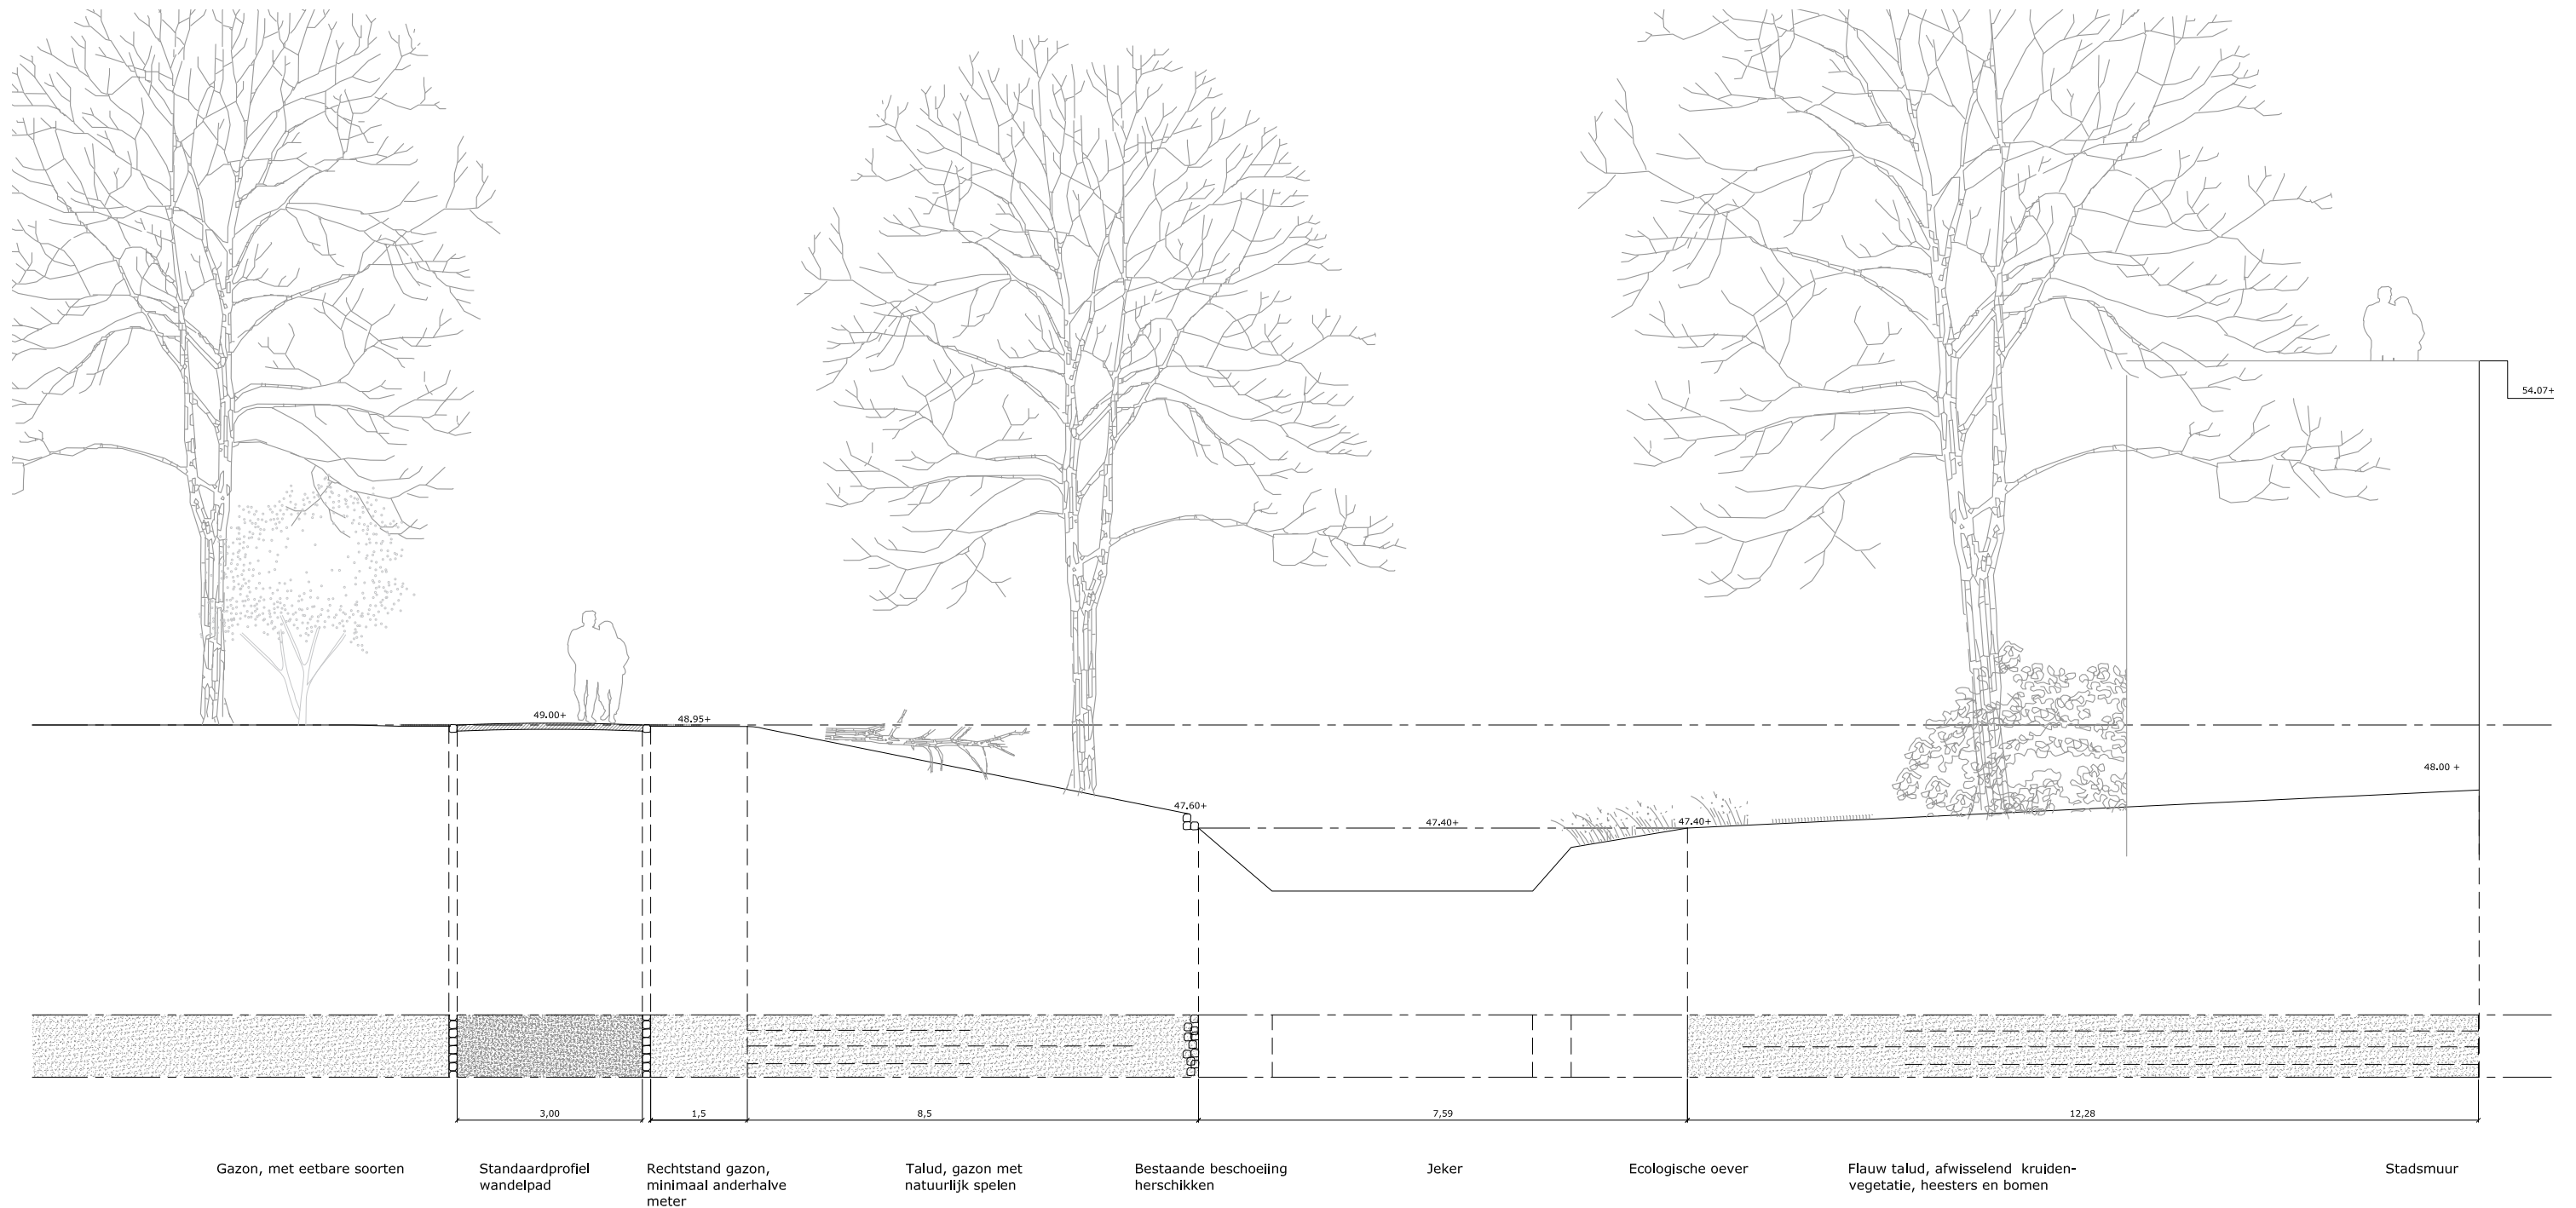 54.07+
49.00+
48.95+
48.00 +
47.60+
47.40+
47.40+
3,00
1,5
8,5
7,59
12,28
Gazon, met eetbare soorten
Standaardprofiel
wandelpad
Rechtstand gazon,
minimaal anderhalve
meter
Talud, gazon met
natuurlijk spelen
Bestaande beschoeiing
herschikken
Jeker
Ecologische oever
Flauw talud, afwisselend kruiden-
vegetatie, heesters en bomen
Stadsmuur